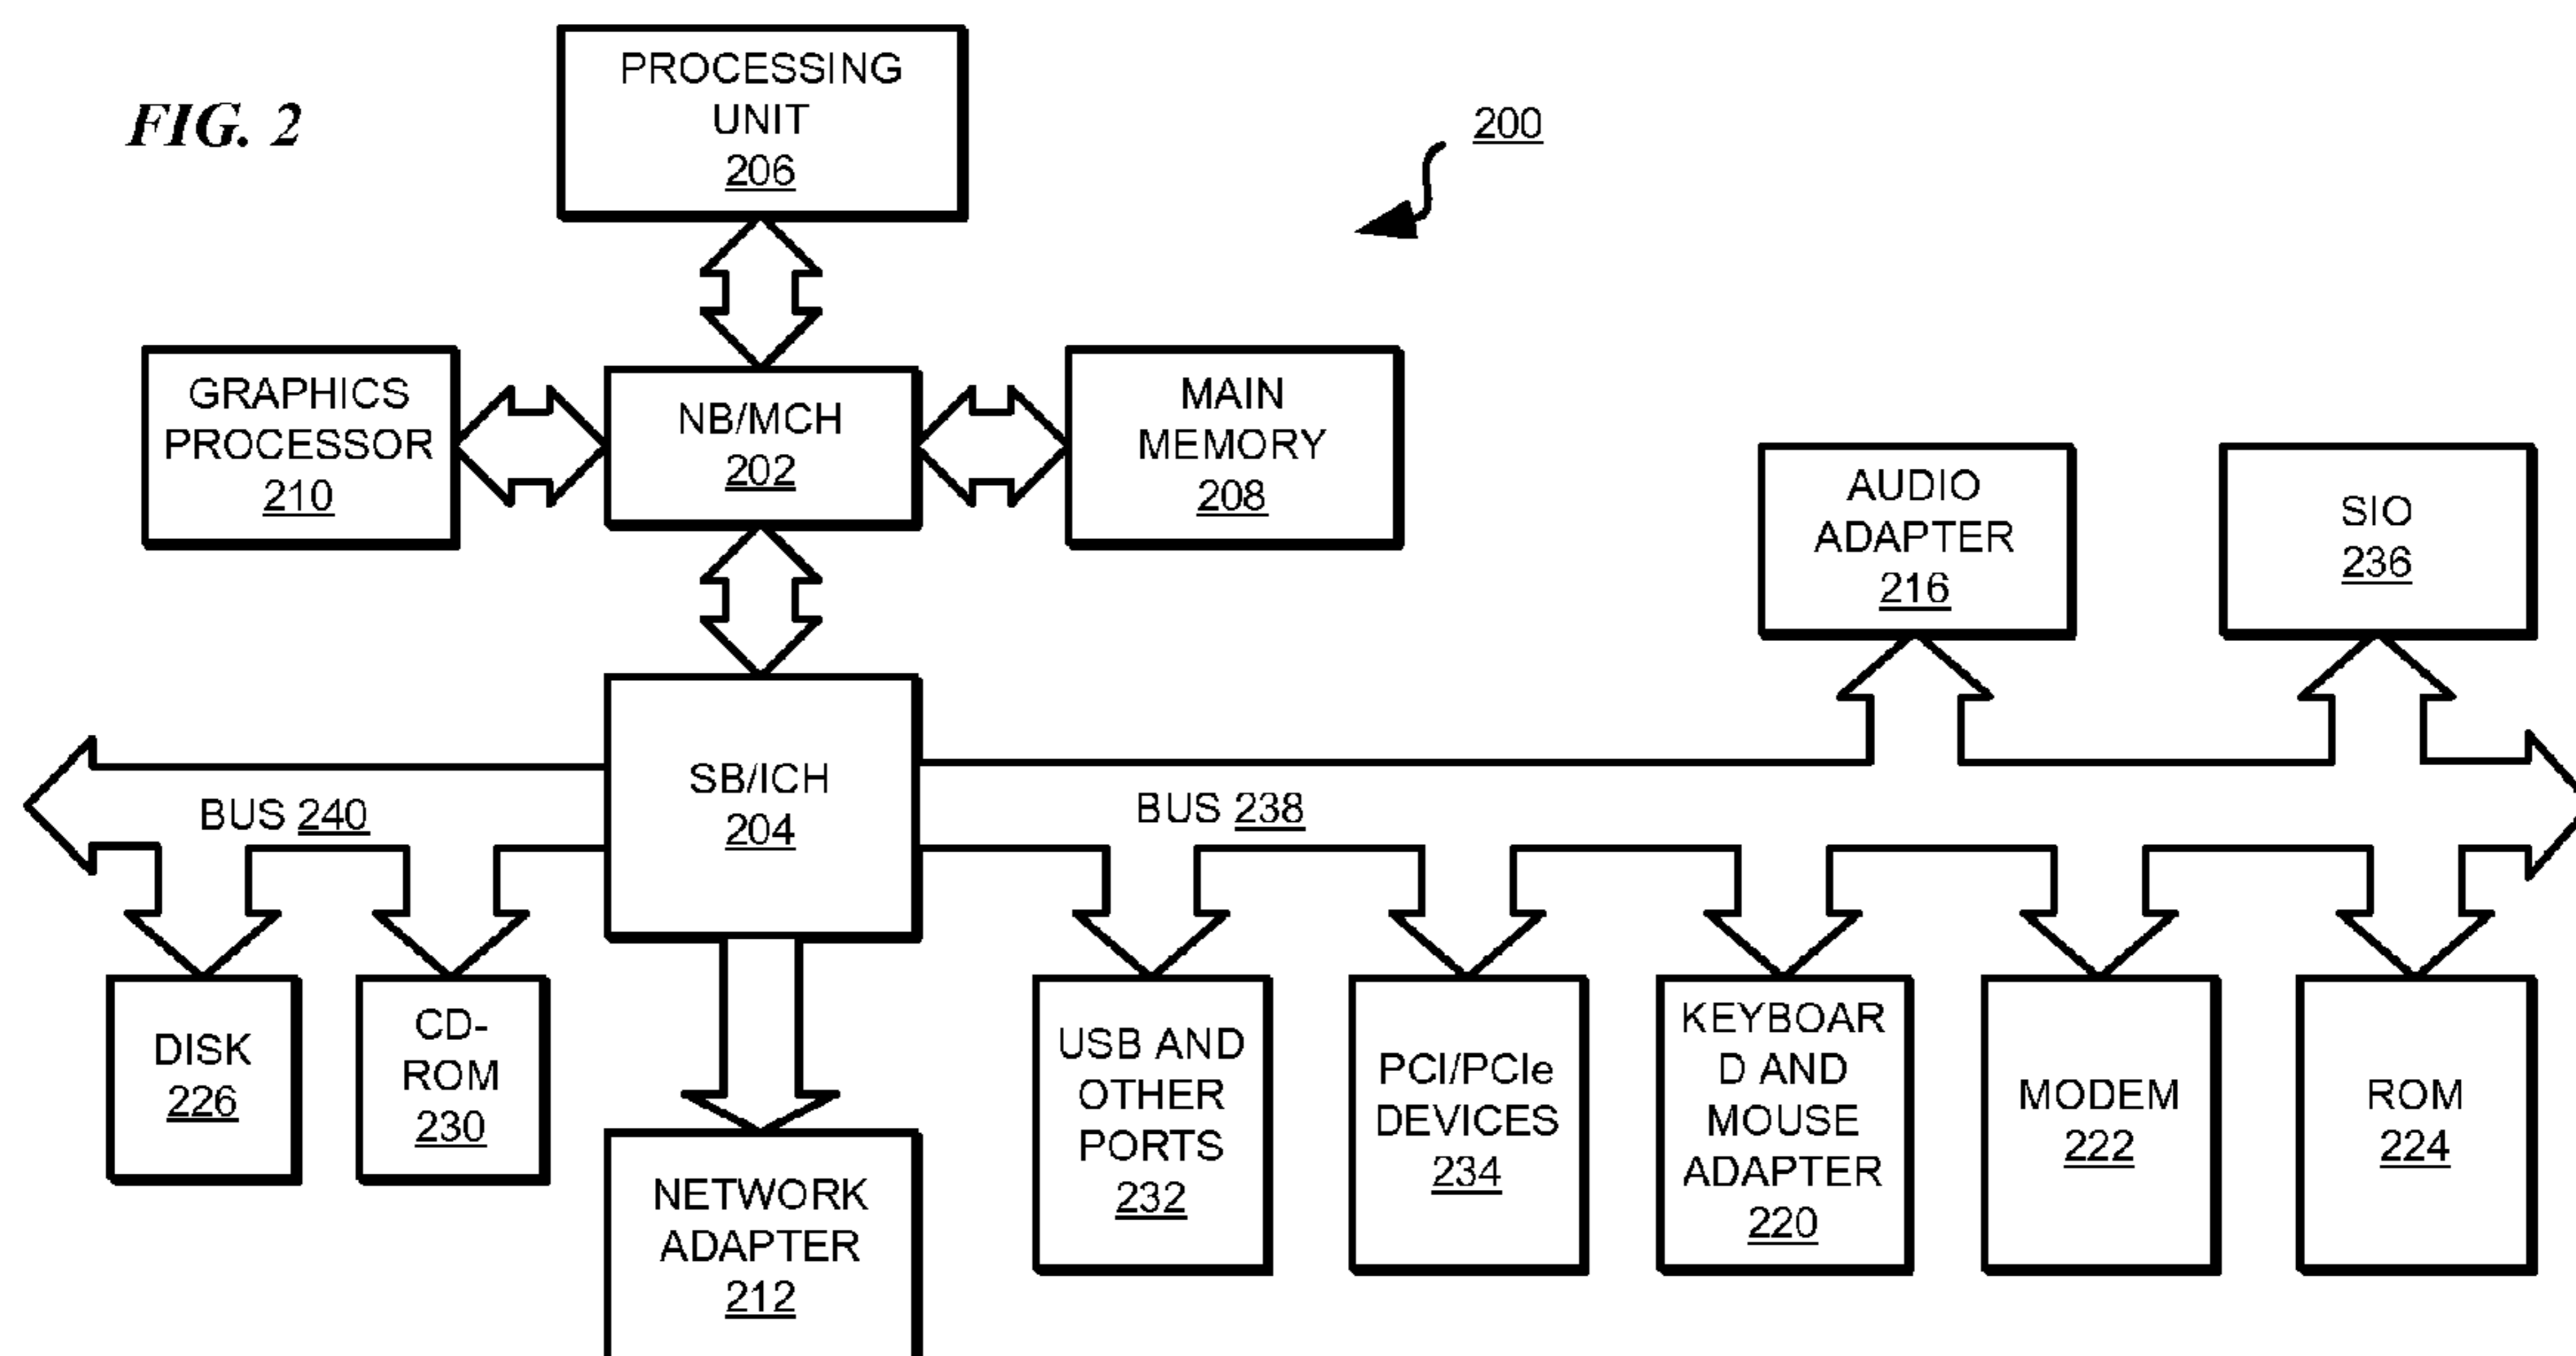 FIG. 2
PROCESSING
UNIT
206
200
GRAPHICS
PROCESSOR
210
NB/MCH
202
MAIN
MEMORY
208
AUDIO
ADAPTER
216
SIO
236
SB/ICH
204
BUS 240
BUS 238
DISK
226
CD-
ROM
230
NETWORK
ADAPTER
212
USB AND
OTHER
PORTS
232
PCI/PCIe
DEVICES
234
KEYBOAR
D AND
MOUSE
ADAPTER
220
MODEM
222
ROM
224